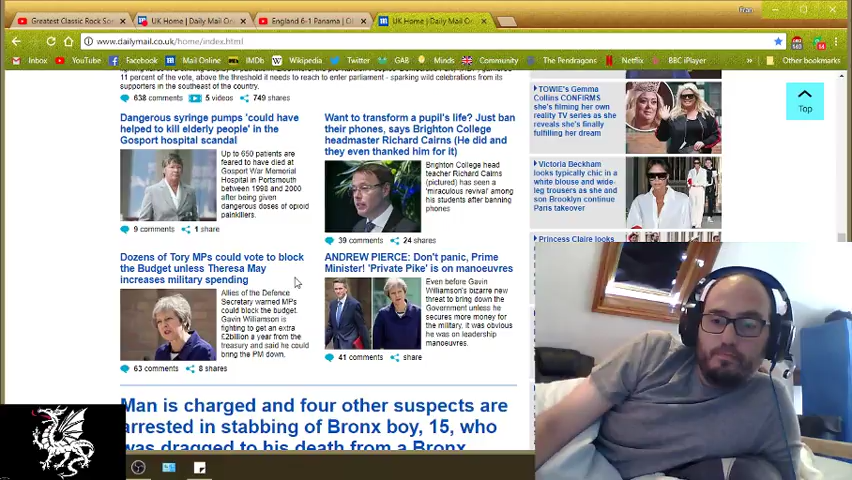 Greatest Classic Rock Son
UK Home | Daily Mail On
England 6-1 Panama | Ci
UK Home | Daily Mail O
Fran
www.dailymail.co.uk/home/index.html
Inbox
YouTube
Facebook
Mail Online
IMDb
Wikipedia
Twitter
GAB
Minds
Community
The Pendragons
Netflix
BBC iPlayer
Other bookmarks
11 percent of the vote, above the threshold it needs to reach to enter parliament - sparking wild celebrations from its
supporters in the southeast of the country.
638 comments
5 videos
749 shares
Dangerous syringe pumps 'could have
helped to kill elderly people' in the
Gosport hospital scandal
Up to 650 patients are
feared to have died at
Gosport War Memorial
Hospital in Portsmouth
between 1998 and 2000
after being given
dangerous doses of opioid
painkillers.
9 comments
1 share
Want to transform a pupil's life? Just ban
their phones, says Brighton College
headmaster Richard Cairns (He did and
they even thanked him for it)
Brighton College head
teacher Richard Cairns
(pictured) has seen a
'miraculous revival' among
his students after banning
phones
39 comments
24 shares
Dozens of Tory MPs could vote to block
the Budget unless Theresa May
increases military spending
Allies of the Defence
Secretary warned MPs
could block the budget.
Gavin Williamson is
fighting to get an extra
£2billion a year from the
treasury and said he could
bring the PM down.
63 comments
8 shares
ANDREW PIERCE: Don't panic, Prime
Minister! 'Private Pike' is on manoeuvres
Even before Gavin
Williamson's bizarre new
threat to bring down the
Government unless he
secures more money for
the military, it was obvious
he was on leadership
manoeuvres.
41 comments
share
Man is charged and four other suspects are
arrested in stabbing of Bronx boy, 15, who
was dragged to his death from a Bronx
TOWIE's Gemma
Collins CONFIRMS
she's filming her own
reality TV series as she
reveals she's finally
fulfilling her dream
Victoria Beckham
looks typically chic in a
white blouse and wide-
leg trousers as she and
son Brooklyn continue
Paris takeover
Princess Claire looks
Top